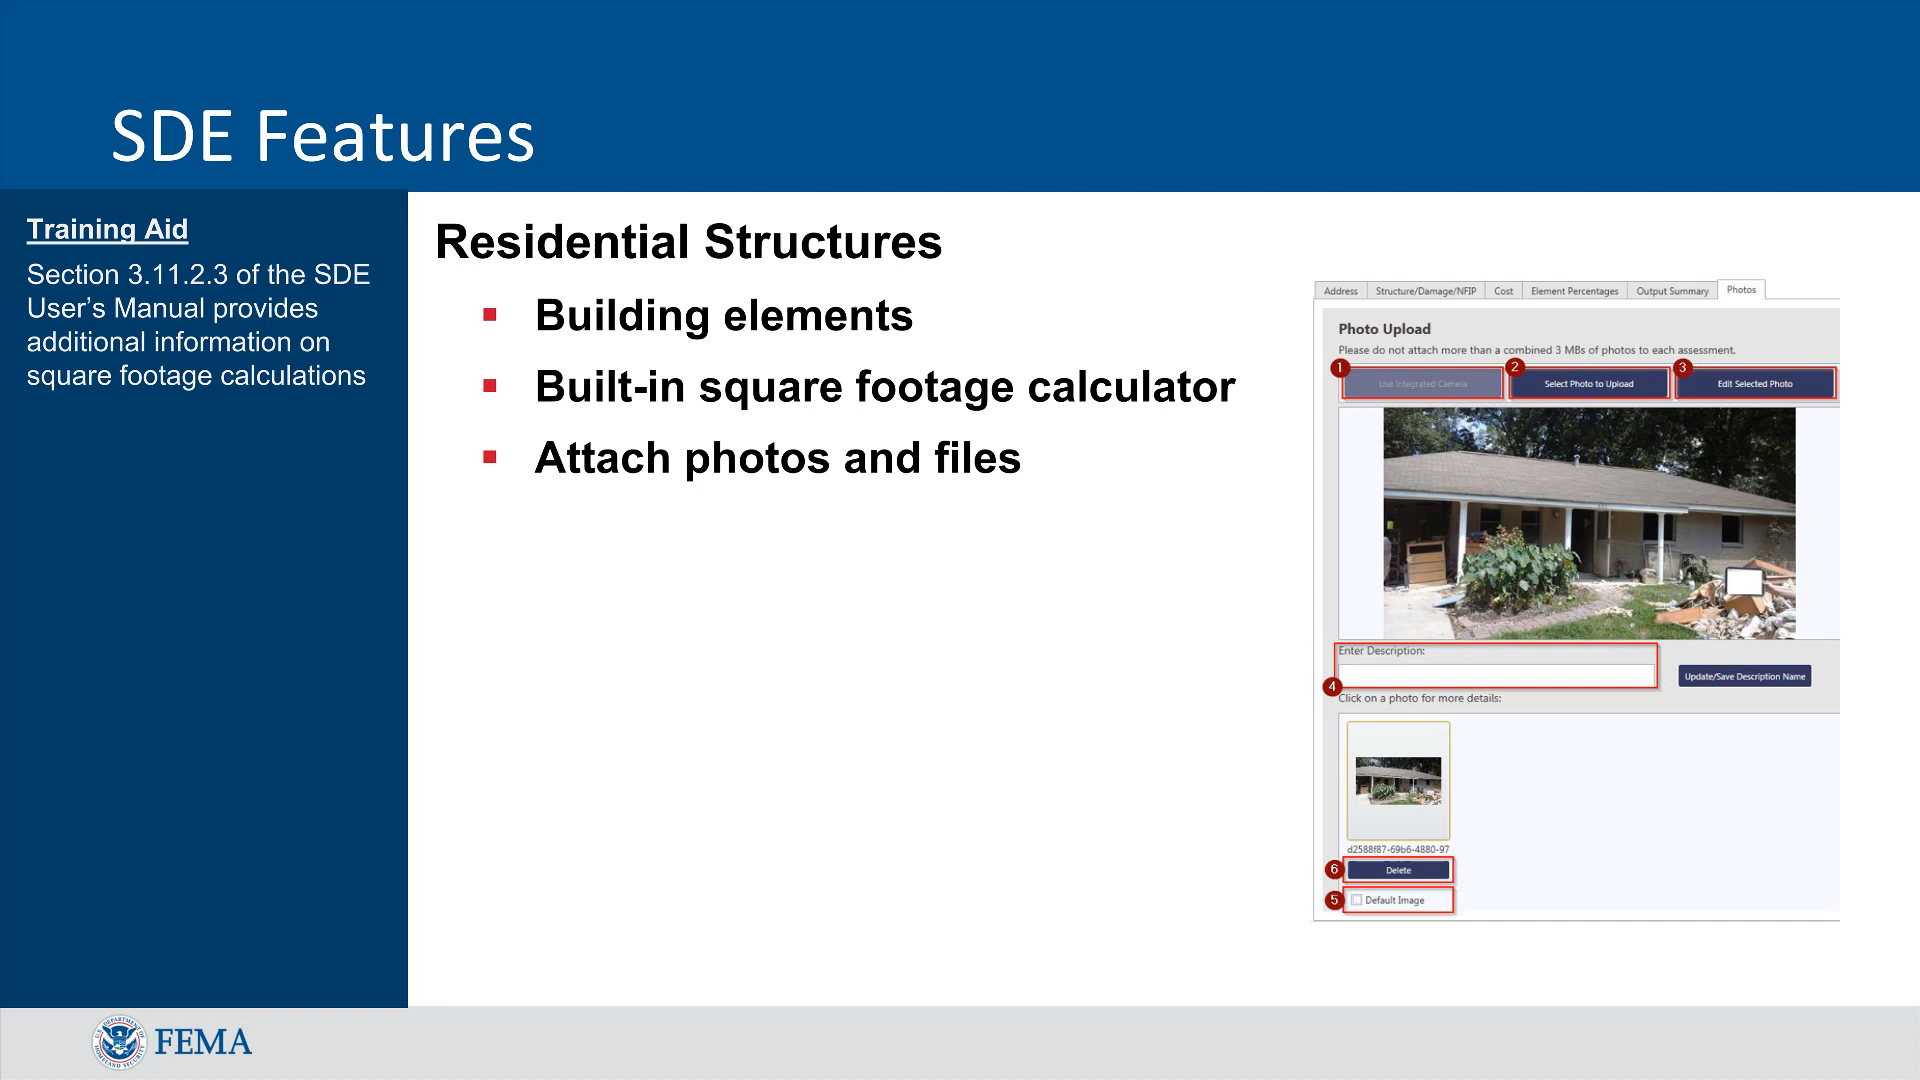 SDE Features
Training Aid
Section 3.11.2.3 of the SDE
User’s Manual provides
additional information on
square footage calculations
Residential Structures
▪ Building elements
▪ Built-in square footage calculator
▪ Attach photos and files
Address Structure/Damage/NFIP Cost Element Percentages Output Summary Photos
Photo Upload
Please do not attach more than a combined 3 MBs of photos to each assessment.
1 2 3
Use Integrated Camera Select Photo to Upload Edit Selected Photo
Enter Description:
Update/Save Description Name
4
Click on a photo for more details:
d2588f87-69b6-4880-97
6 Delete
5 Default Image
U.S. DEPARTMENT OF HOMELAND SECURITY
FEMA